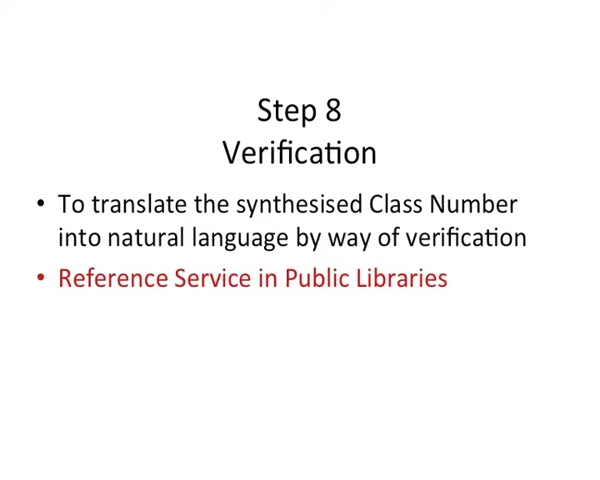 Step 8
Verification
• To translate the synthesised Class Number
into natural language by way of verification
• Reference Service in Public Libraries